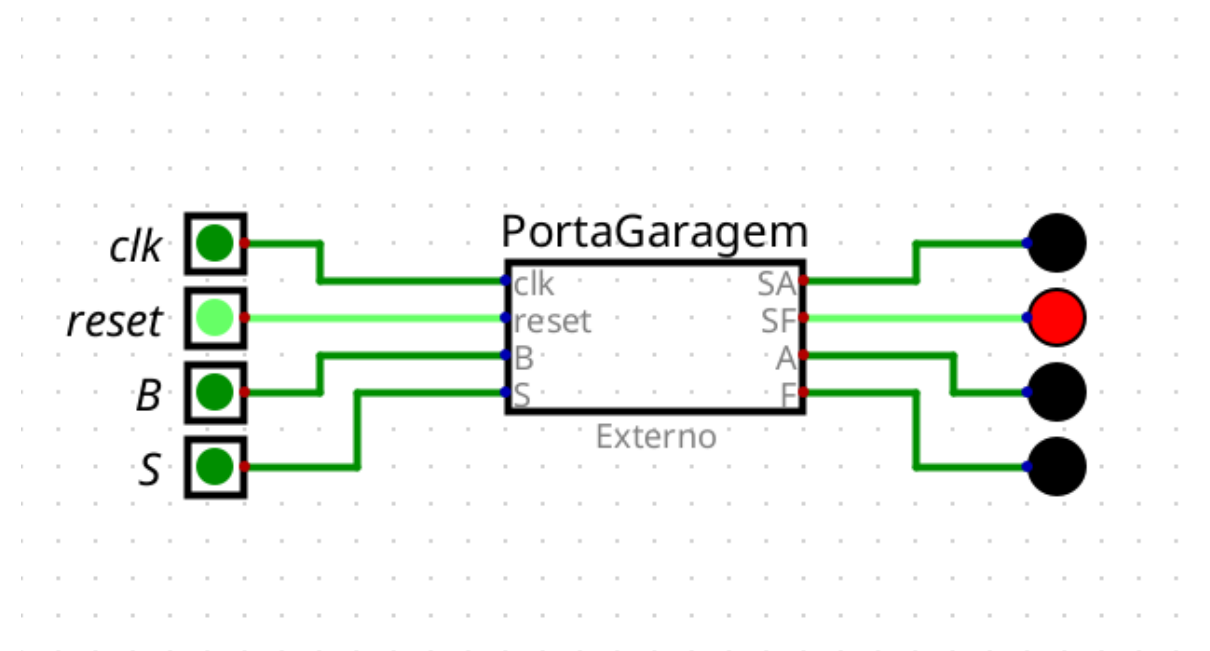 PortaGaragem
clk
clk
SA
reset
reset
SF
B
B
A
S
S
F
Externo